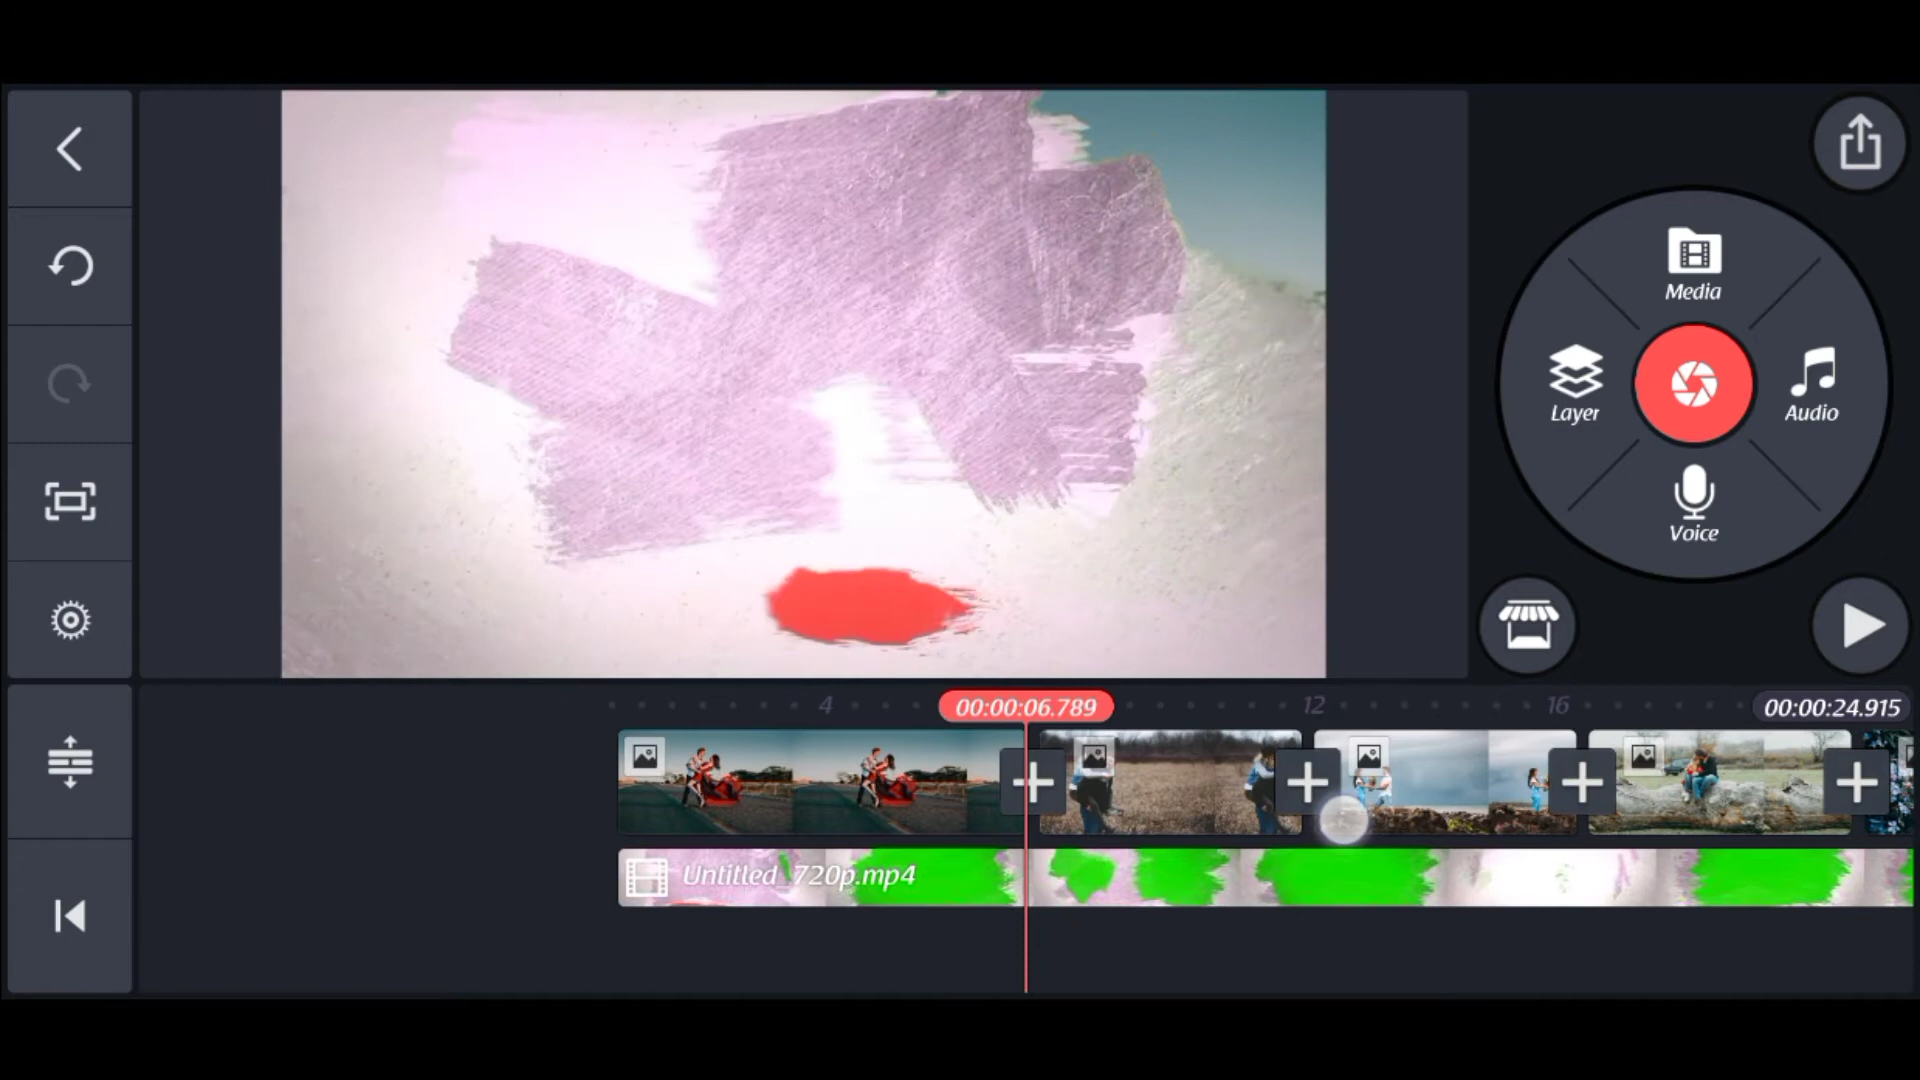 Media
Layer
Audio
Voice
4
00:00:06.789
12
16
00:00:24.915
Untitled_720p.mp4